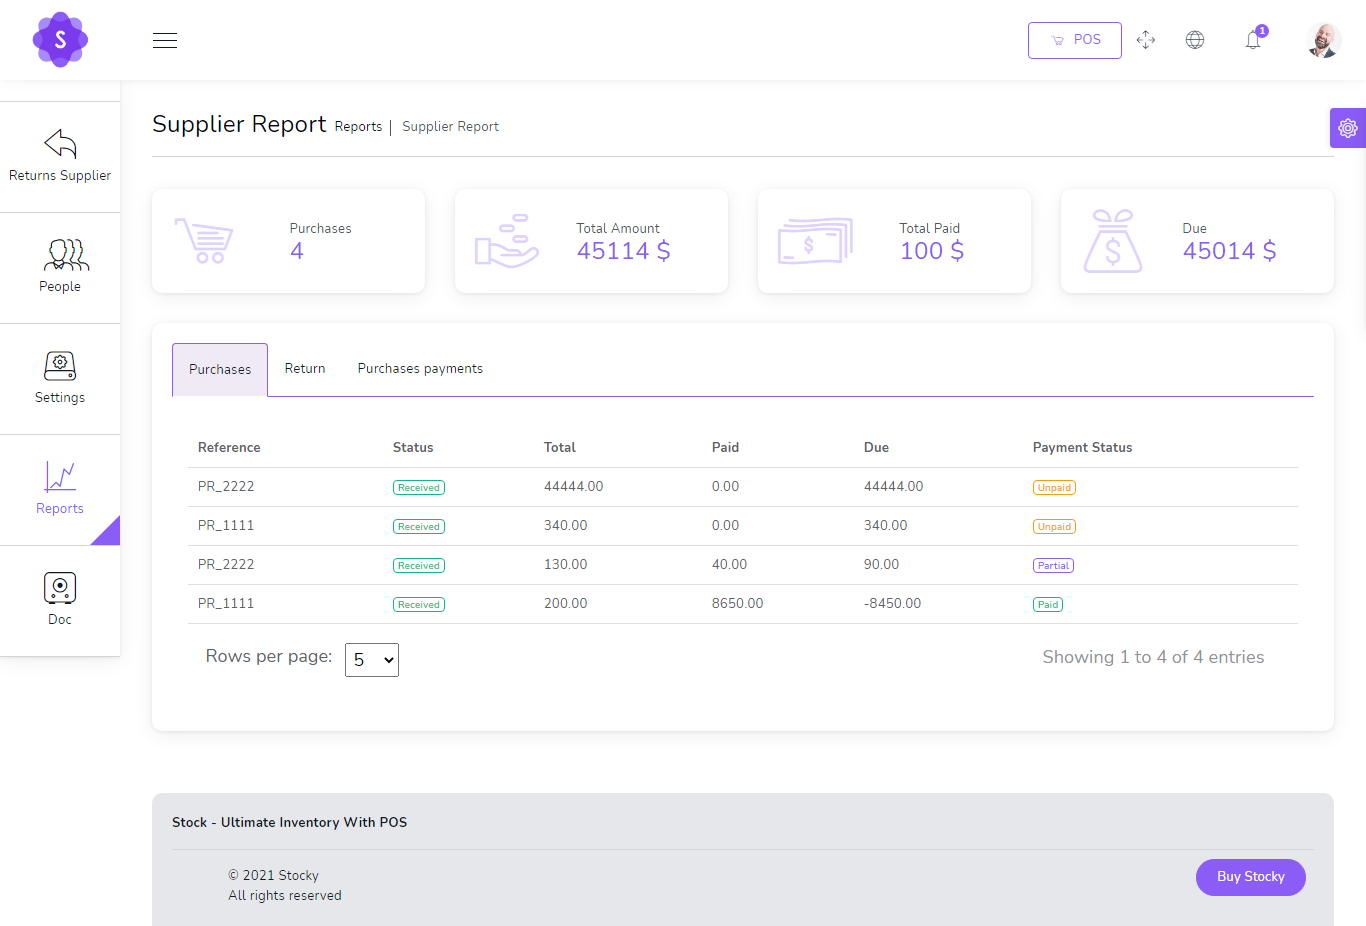 S
POS
1
Returns Supplier
People
Settings
Reports
Doc
Supplier Report Reports | Supplier Report
Purchases
4
Total Amount
45114 $
Total Paid
100 $
Due
45014 $
Purchases Return Purchases payments
Reference Status Total Paid Due Payment Status
PR_2222 Received 44444.00 0.00 44444.00 Unpaid
PR_1111 Received 340.00 0.00 340.00 Unpaid
PR_2222 Received 130.00 40.00 90.00 Partial
PR_1111 Received 200.00 8650.00 -8450.00 Paid
Rows per page: 5 Showing 1 to 4 of 4 entries
Stock - Ultimate Inventory With POS
© 2021 Stocky
All rights reserved
Buy Stocky